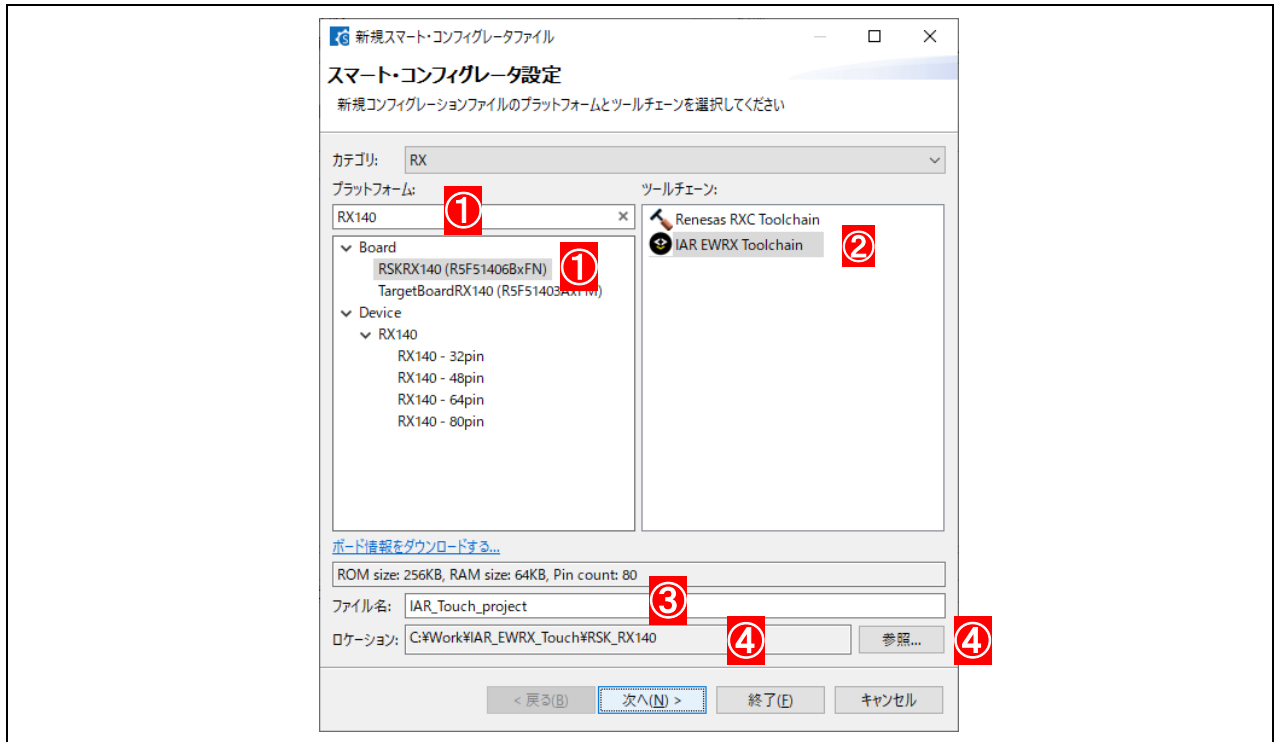 新規スマート・コンフィグレータファイル
スマート・コンフィグレータ設定
新規コンフィグレーションファイルのプラットフォームとツールチェーンを選択してください
カテゴリ: RX
プラットフォーム:
RX140 ①
Board
RSKRX140 (R5F51406BxFN) ①
TargetBoardRX140 (R5F51403AxFM)
Device
RX140
RX140 - 32pin
RX140 - 48pin
RX140 - 64pin
RX140 - 80pin
ツールチェーン:
Renesas RXC Toolchain
IAR EWRX Toolchain ②
ボード情報をダウンロードする...
ROM size: 256KB, RAM size: 64KB, Pin count: 80
ファイル名: IAR_Touch_project ③
ロケーション: C:¥Work¥IAR_EWRX_Touch¥RSK_RX140 ④ 参照... ④
< 戻る(B) 次へ(N) > 終了(F) キャンセル